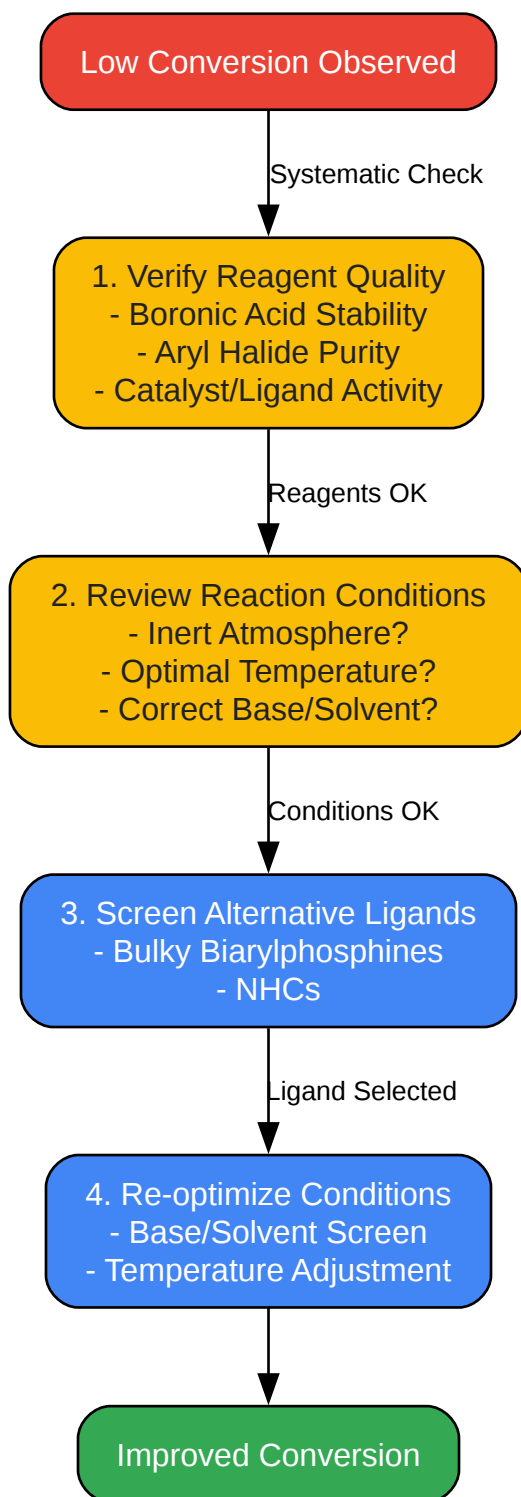 Low Conversion Observed
Systematic Check
1. Verify Reagent Quality
- Boronic Acid Stability
- Aryl Halide Purity
- Catalyst/Ligand Activity
Reagents OK
2. Review Reaction Conditions
- Inert Atmosphere?
- Optimal Temperature?
- Correct Base/Solvent?
Conditions OK
3. Screen Alternative Ligands
- Bulky Biarylphosphines
- NHCs
Ligand Selected
4. Re-optimize Conditions
- Base/Solvent Screen
- Temperature Adjustment
Improved Conversion